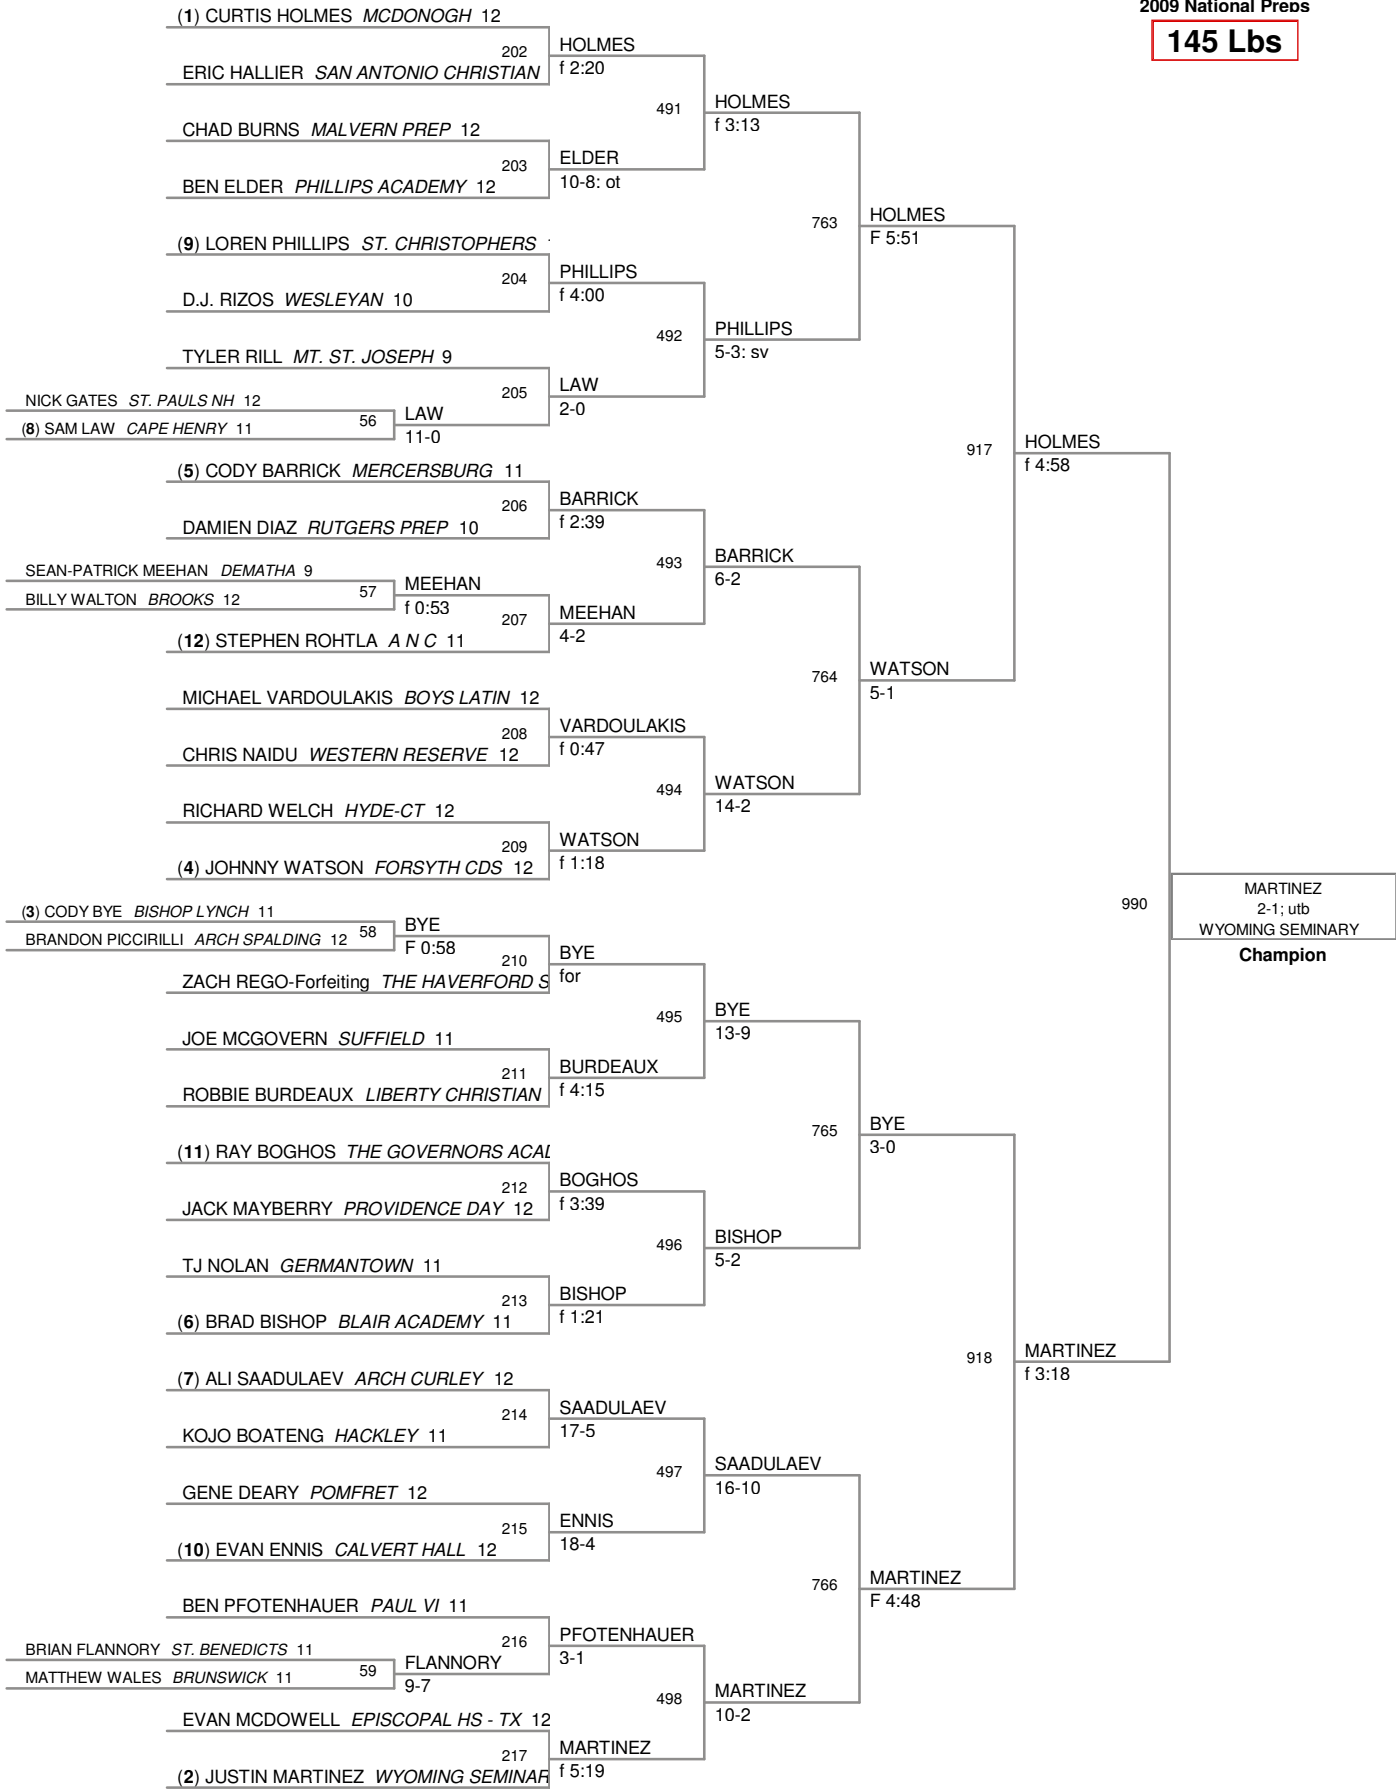 2009 National Preps
145 Lbs
(1) CURTIS HOLMES MCDONOGH 12
202
HOLMES
f 2:20
ERIC HALLIER SAN ANTONIO CHRISTIAN
491
HOLMES
f 3:13
CHAD BURNS MALVERN PREP 12
203
ELDER
10-8: ot
BEN ELDER PHILLIPS ACADEMY 12
763
HOLMES
F 5:51
(9) LOREN PHILLIPS ST. CHRISTOPHERS
204
PHILLIPS
f 4:00
D.J. RIZOS WESLEYAN 10
492
PHILLIPS
5-3: sv
TYLER RILL MT. ST. JOSEPH 9
205
LAW
2-0
NICK GATES ST. PAULS NH 12
56
LAW
11-0
(8) SAM LAW CAPE HENRY 11
917
HOLMES
f 4:58
(5) CODY BARRICK MERCERSBURG 11
206
BARRICK
f 2:39
DAMIEN DIAZ RUTGERS PREP 10
493
BARRICK
6-2
SEAN-PATRICK MEEHAN DEMATHA 9
57
MEEHAN
f 0:53
BILLY WALTON BROOKS 12
207
MEEHAN
4-2
(12) STEPHEN ROHTLA A N C 11
764
WATSON
5-1
MICHAEL VARDOULAKIS BOYS LATIN 12
208
VARDOULAKIS
f 0:47
CHRIS NAIDU WESTERN RESERVE 12
494
WATSON
14-2
RICHARD WELCH HYDE-CT 12
209
WATSON
f 1:18
(4) JOHNNY WATSON FORSYTH CDS 12
990
MARTINEZ
2-1; utb
WYOMING SEMINARY
Champion
(3) CODY BYE BISHOP LYNCH 11
58
BYE
F 0:58
BRANDON PICCIRILLI ARCH SPALDING 12
210
BYE
for
ZACH REGO-Forfeiting THE HAVERFORD S
495
BYE
13-9
JOE MCGOVERN SUFFIELD 11
211
BURDEAUX
f 4:15
ROBBIE BURDEAUX LIBERTY CHRISTIAN
765
BYE
3-0
(11) RAY BOGHOS THE GOVERNORS ACAD
212
BOGHOS
f 3:39
JACK MAYBERRY PROVIDENCE DAY 12
496
BISHOP
5-2
TJ NOLAN GERMANTOWN 11
213
BISHOP
f 1:21
(6) BRAD BISHOP BLAIR ACADEMY 11
918
MARTINEZ
f 3:18
(7) ALI SAADULAEV ARCH CURLEY 12
214
SAADULAEV
17-5
KOJO BOATENG HACKLEY 11
497
SAADULAEV
16-10
GENE DEARY POMFRET 12
215
ENNIS
18-4
(10) EVAN ENNIS CALVERT HALL 12
766
MARTINEZ
F 4:48
BEN PFOTENHAUER PAUL VI 11
216
PFOTENHAUER
3-1
BRIAN FLANNORY ST. BENEDICTS 11
59
FLANNORY
9-7
MATTHEW WALES BRUNSWICK 11
498
MARTINEZ
10-2
EVAN MCDOWELL EPISCOPAL HS - TX 12
217
MARTINEZ
f 5:19
(2) JUSTIN MARTINEZ WYOMING SEMINAR